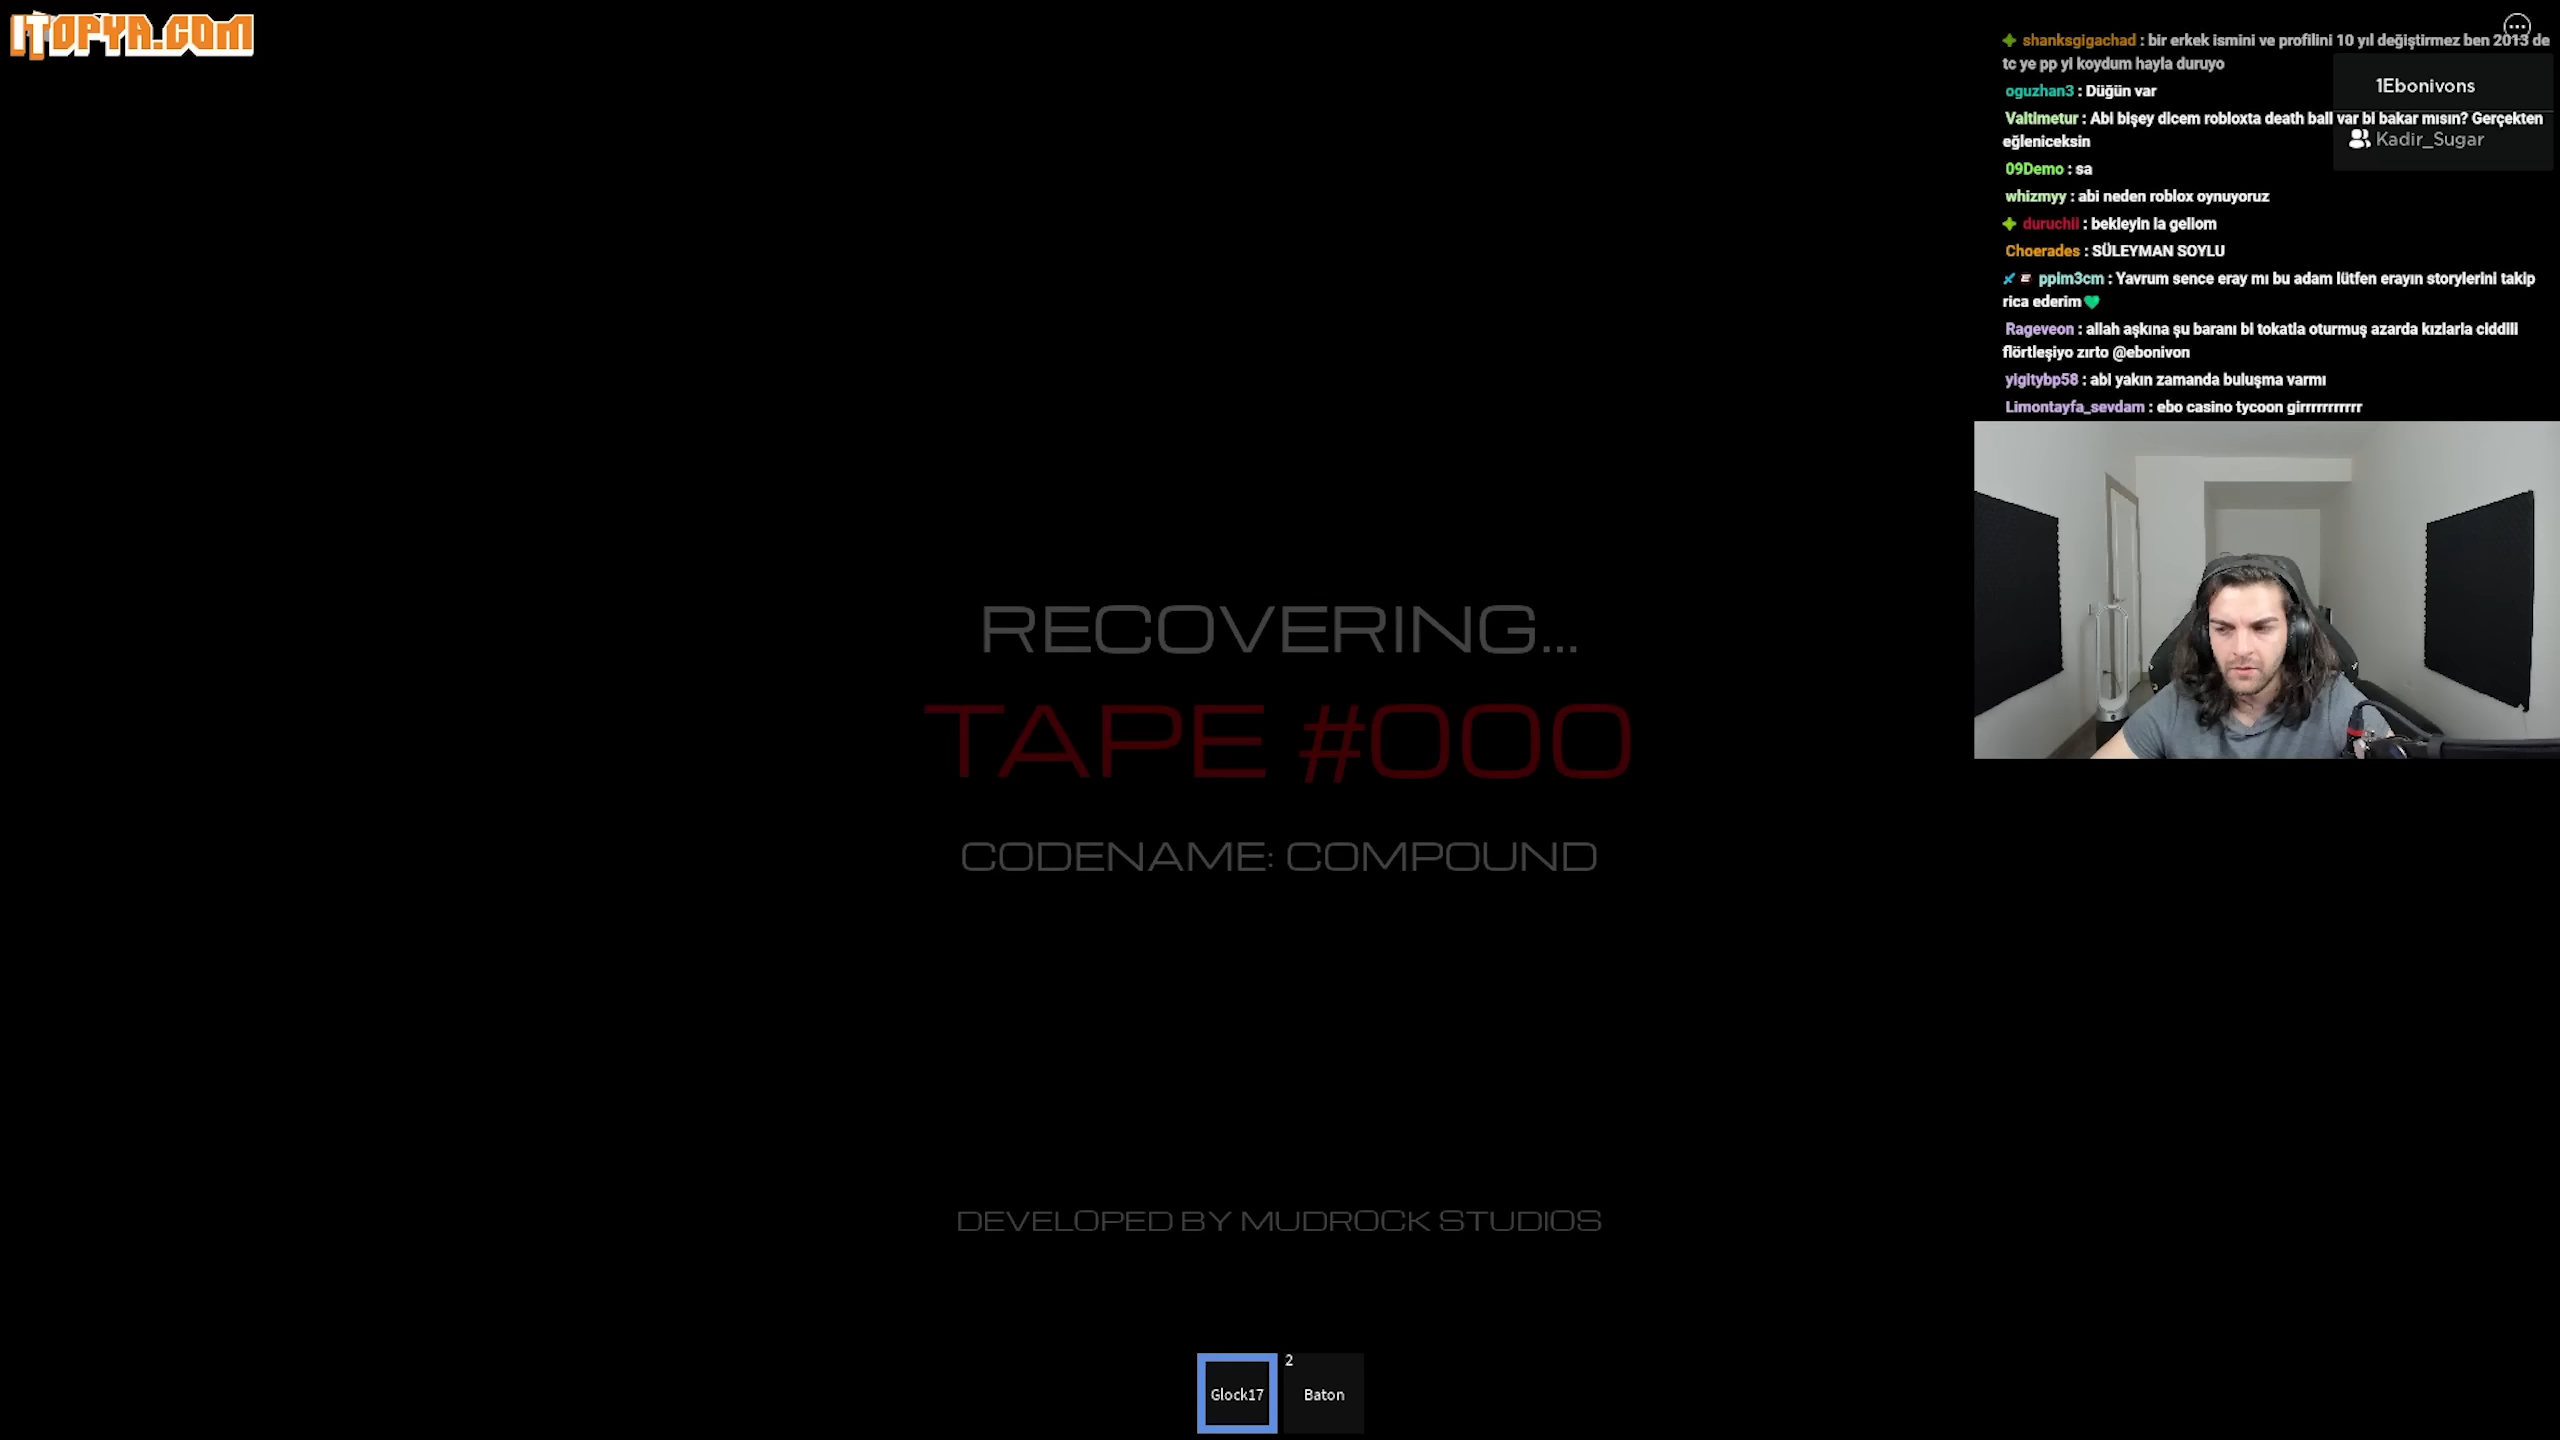 ITOPYA.COM
shanksgigachad : bir erkek ismini ve profilini 10 yıl değiştirmez ben 2013 de
tc ye pp yi koydum hayla duruyo
1Ebonivons
oguzhan3 : Düğün var
Valtimetur : Abi bişey dicem robloxta death ball var bi bakar mısın? Gerçekten
eğleniceksin
Kadir_Sugar
09Demo : sa
whizmyy : abi neden roblox oynuyoruz
duruchii : bekleyin la geliom
Choerades : SÜLEYMAN SOYLU
ppim3cm : Yavrum sence eray mı bu adam lütfen erayın storylerini takip
rica ederim
Rageveon : allah aşkına şu baranı bi tokatla oturmuş azarda kızlarla ciddili
flörtleşiyo zırto @ebonivon
yigitybp58 : abi yakın zamanda buluşma varmı
Limontayfa_sevdam : ebo casino tycoon girrrrrrrrrrr
RECOVERING...
TAPE #000
CODENAME: COMPOUND
DEVELOPED BY MUDROCK STUDIOS
Glock17
2
Baton